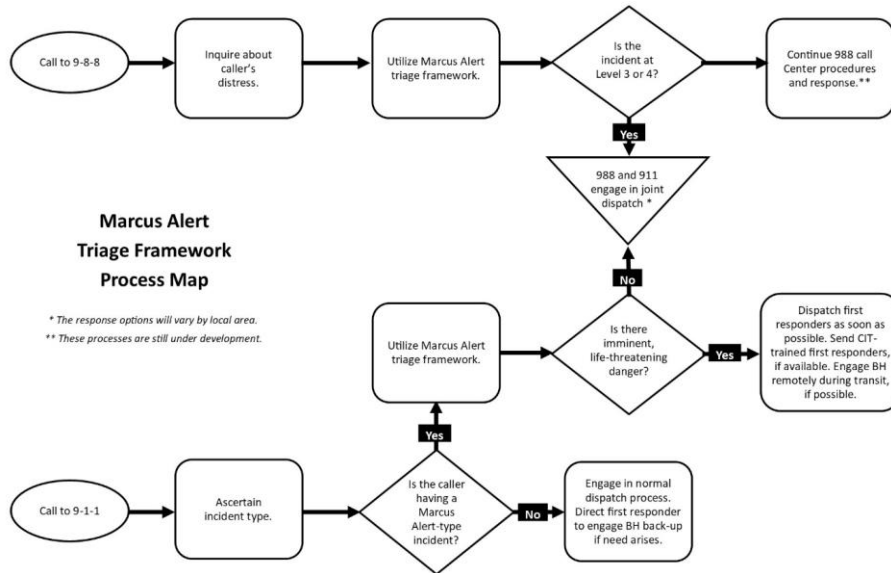 Call to 9-8-8
Inquire about
caller's
distress.
Utilize Marcus Alert
triage framework.
Is the
incident at
Level 3 or 4?
Continue 988 call
Center procedures
and response.**
Yes
988 and 911
engage in joint
dispatch *
Marcus Alert
Triage Framework
Process Map
* The response options will vary by local area.
** These processes are still under development.
No
Utilize Marcus Alert
triage framework.
Is there
imminent,
life-threatening
danger?
Yes
Dispatch first
responders as soon as
possible. Send CIT-
trained first responders,
if available. Engage BH
remotely during transit,
if possible.
Yes
Call to 9-1-1
Ascertain
incident type.
Is the caller
having a
Marcus
Alert-type
incident?
No
Engage in normal
dispatch process.
Direct first responder
to engage BH back-up
if need arises.